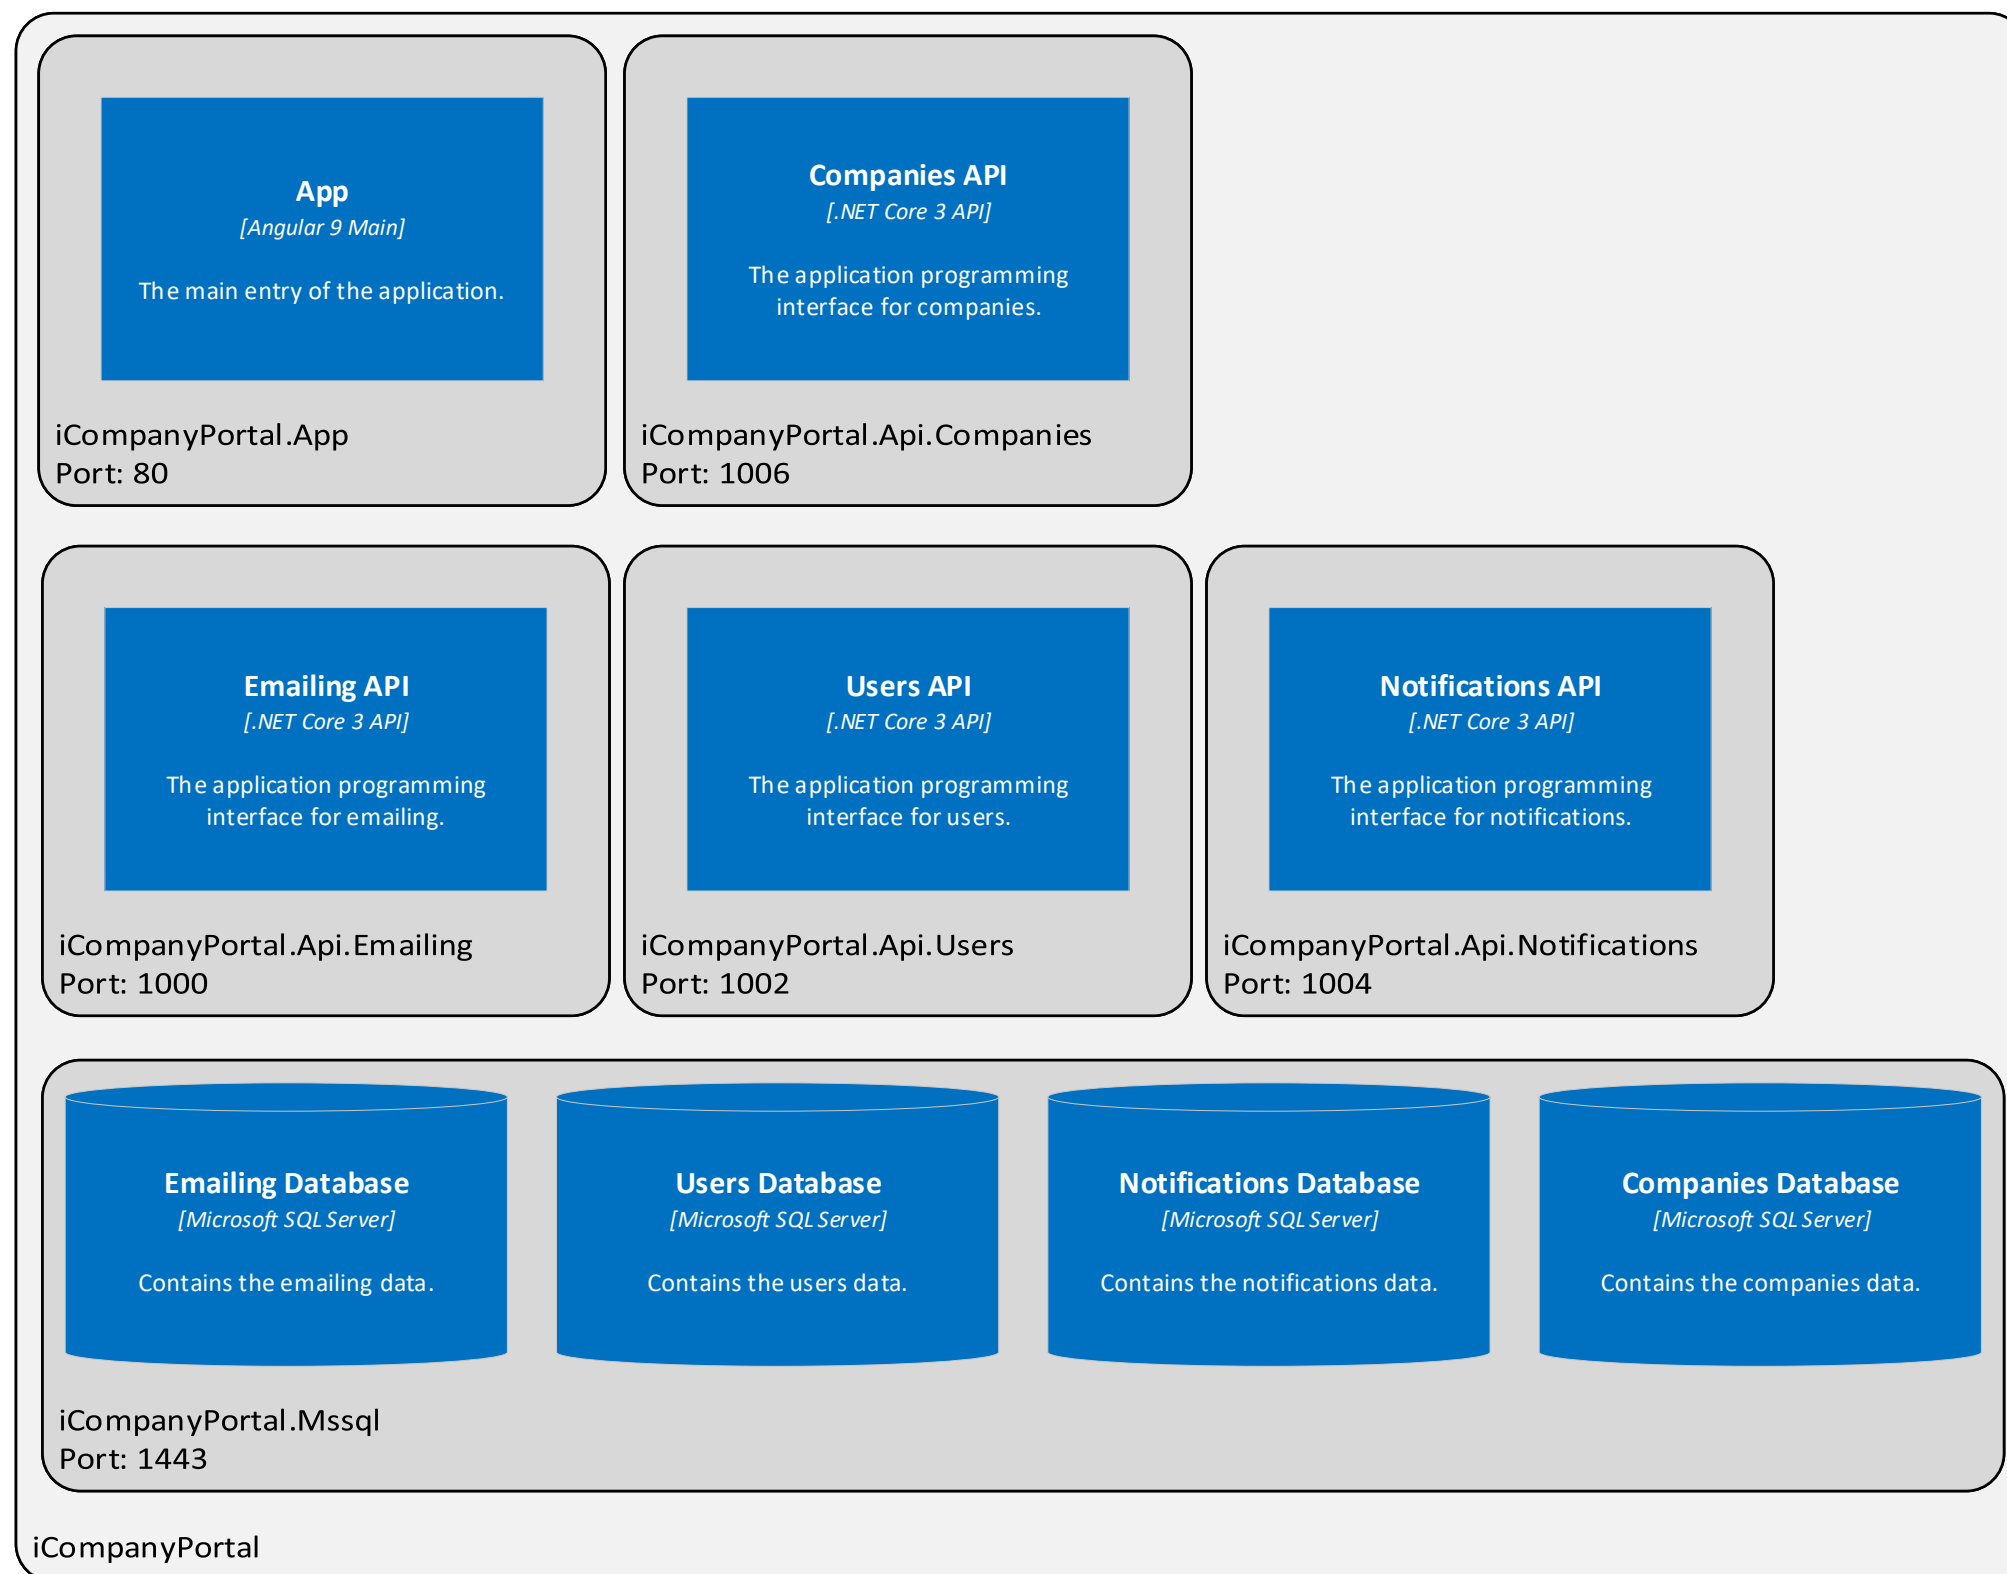 App
[Angular 9 Main]
The main entry of the application.
iCompanyPortal.App
Port: 80
Companies API
[.NET Core 3 API]
The application programming
interface for companies.
iCompanyPortal.Api.Companies
Port: 1006
Emailing API
[.NET Core 3 API]
The application programming
interface for emailing.
iCompanyPortal.Api.Emailing
Port: 1000
Users API
[.NET Core 3 API]
The application programming
interface for users.
iCompanyPortal.Api.Users
Port: 1002
Notifications API
[.NET Core 3 API]
The application programming
interface for notifications.
iCompanyPortal.Api.Notifications
Port: 1004
Emailing Database
[Microsoft SQL Server]
Contains the emailing data.
Users Database
[Microsoft SQL Server]
Contains the users data.
Notifications Database
[Microsoft SQL Server]
Contains the notifications data.
Companies Database
[Microsoft SQL Server]
Contains the companies data.
iCompanyPortal.Mssql
Port: 1443
iCompanyPortal